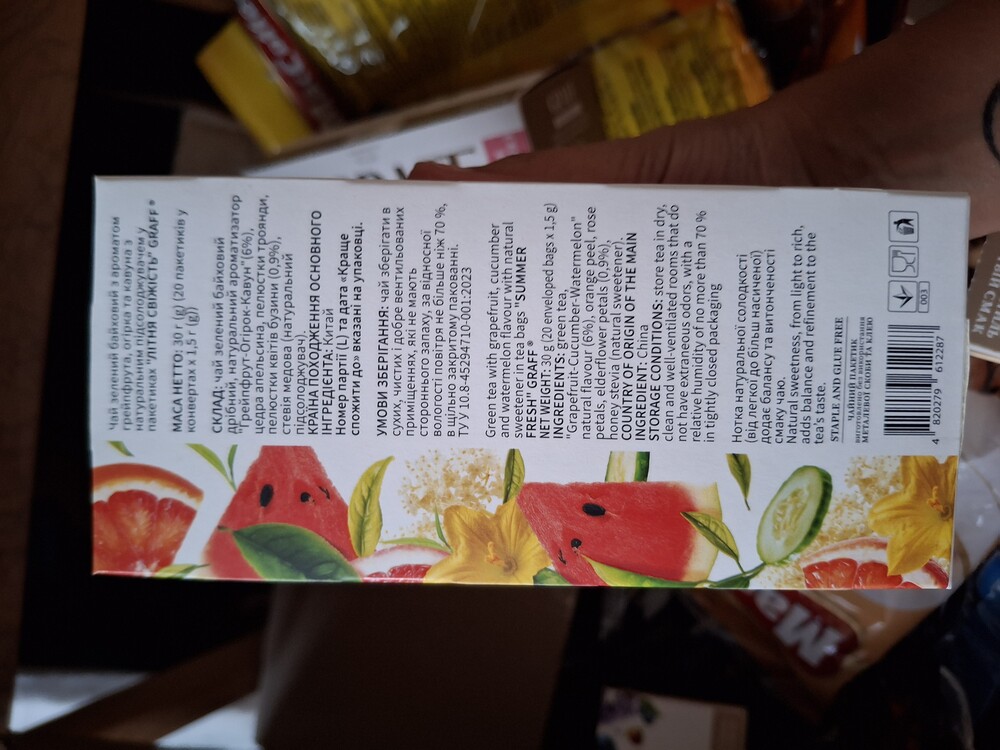 Чай зелений байховий з ароматом
грейпфрута, огірка та кавуна з
натуральним підсолоджувачем у
пакетиках "ЛІТНЯ СВІЖІСТЬ" GRAFF ®
МАСА НЕТТО: 30 г (g) (20 пакетиків у
конвертах х 1,5 г (g))
СКЛАД: чай зелений байховий
дрібний, натуральний ароматизатор
"Грейпфрут-Огірок-Кавун" (6%),
цедра апельсина, пелюстки троянди,
пелюстки квітів бузини (0,9%),
стевія медова (натуральний
підсолоджувач).
КРАЇНА ПОХОДЖЕННЯ ОСНОВНОГО
ІНГРЕДІЄНТА: Китай
Номер партії (L) та дата «Краще
спожити до» вказані на упаковці.
УМОВИ ЗБЕРІГАННЯ: чай зберігати в
сухих, чистих і добре вентильованих
приміщеннях, які не мають
стороннього запаху, за відносної
вологості повітря не більше ніж 70 %,
в щільно закритому упакованні.
ТУ У 10.8-45294710-001:2023
Green tea with grapefruit, cucumber
and watermelon flavour with natural
sweetener in tea bags "SUMMER
FRESH" GRAFF ®
NET WEIGHT: 30 g (20 enveloped bags x 1,5 g)
INGREDIENTS: green tea,
"Grapefruit-Cucumber-Watermelon"
natural flavour (6%), orange peel, rose
petals, elderflower petals (0,9%),
honey stevia (natural sweetener).
COUNTRY OF ORIGIN OF THE MAIN
INGREDIENT: China
STORAGE CONDITIONS: store tea in dry,
clean and well-ventilated rooms that do
not have extraneous odors, with a
relative humidity of no more than 70 %
in tightly closed packaging
Нотка натуральної солодкості
(від легкої до більш насиченої)
додає балансу та витонченості
смаку чаю.
Natural sweetness, from light to rich,
adds balance and refinement to the
tea's taste.
STAPLE AND GLUE FREE
ЧАЙНИЙ ПАКЕТИК
ВИГОТОВЛЕНО БЕЗ ВИКОРИСТАННЯ
МЕТАЛЕВОЇ СКОБИ ТА КЛЕЮ
003
4 820279 612287
Ma
СМАК